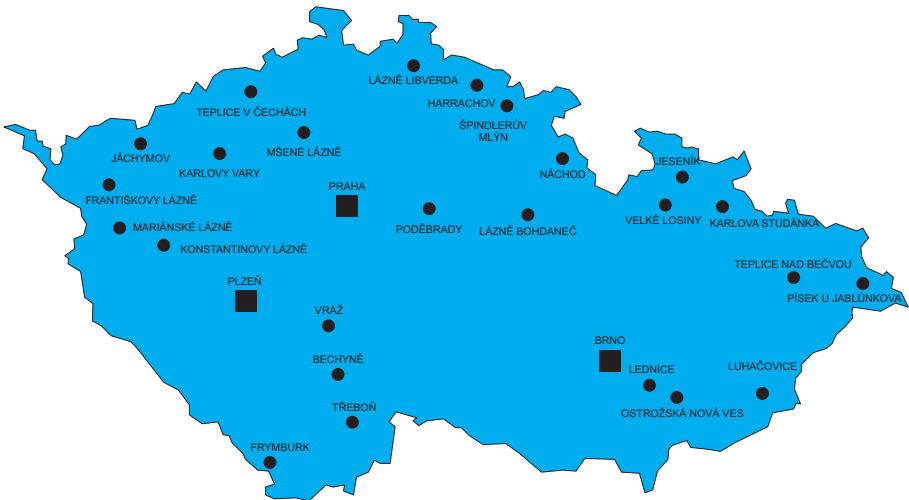 LÁZNĚ LIBVERDA
HARRACHOV
TEPLICE V ČECHÁCH
ŠPINDLERŮV
MLÝN
MŠENÉ LÁZNĚ
JÁCHYMOV
KARLOVY VARY
NÁCHOD
JESENÍK
PRAHA
FRANTIŠKOVY LÁZNĚ
VELKÉ LOSINY
KARLOVA STUDÁNKA
MARIÁNSKÉ LÁZNĚ
PODĚBRADY
LÁZNĚ BOHDANEČ
KONSTANTINOVY LÁZNĚ
TEPLICE NAD BEČVOU
PLZEŇ
PÍSEK U JABLŮNKOVA
VRÁŽ
BRNO
BECHYNĚ
LEDNICE
LUHAČOVICE
TŘEBOŇ
OSTROŽSKÁ NOVÁ VES
FRYMBURK